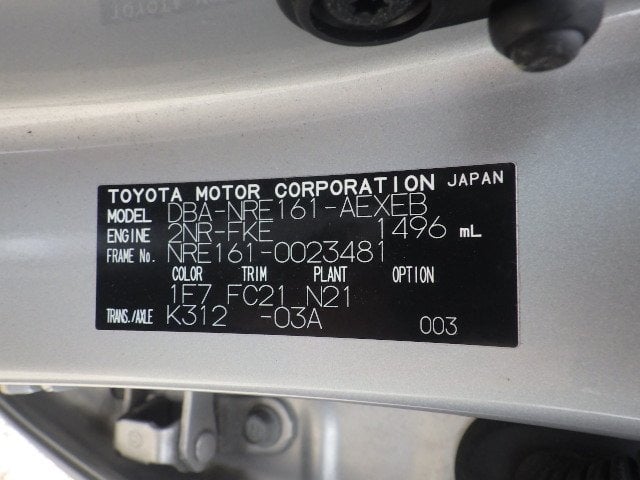 TOYOTA MOTOR CORPORATION JAPAN
MODEL DBA-NRE161-AEXEB
ENGINE 2NR-FKE 1496 mL
FRAME No. NRE161-0023481
COLOR TRIM PLANT OPTION
1E7 FC21 N21
TRANS./AXLE K312 -03A 003